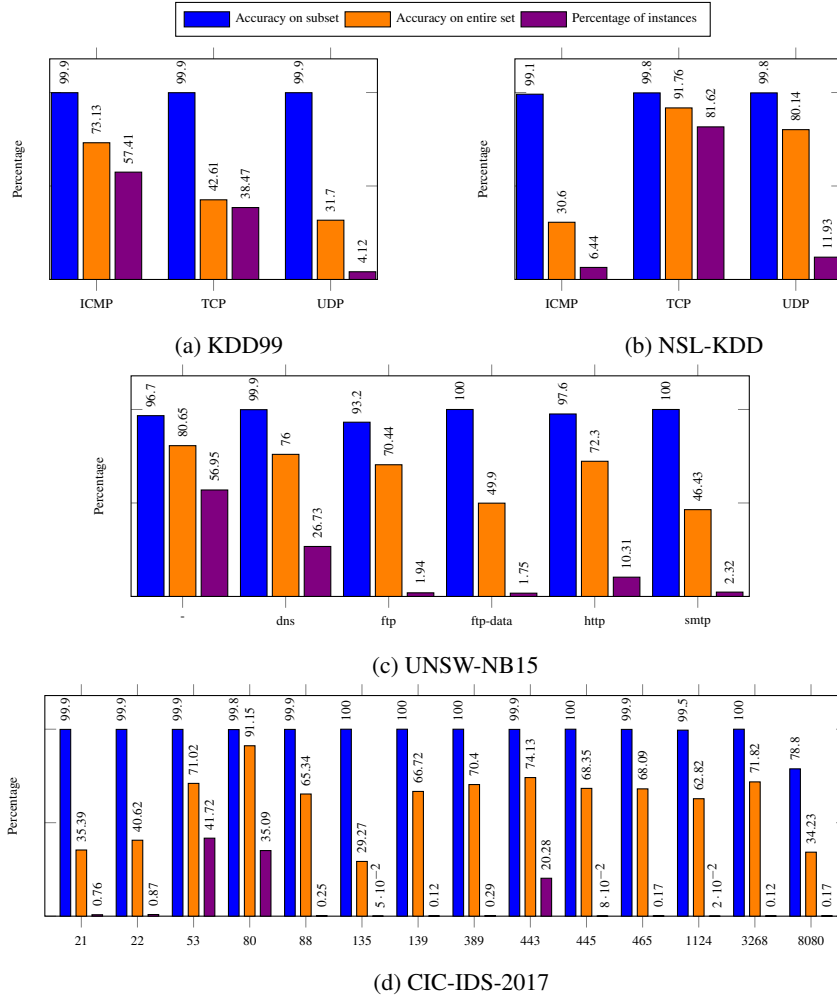 Accuracy on subset Accuracy on entire set Percentage of instances
Percentage
99.9 73.13 57.41 99.9 42.61 38.47 99.9 31.7 4.12
ICMP TCP UDP
(a) KDD99
Percentage
99.1 30.6 6.44 99.8 91.76 81.62 99.8 80.14 11.93
ICMP TCP UDP
(b) NSL-KDD
Percentage
96.7 80.65 56.95 99.9 76 26.73 93.2 70.44 1.94 100 49.9 1.75 97.6 72.3 10.31 100 46.43 2.32
- dns ftp ftp-data http smtp
(c) UNSW-NB15
Percentage
99.9 35.39 0.76 99.9 40.62 0.87 99.9 71.02 41.72 99.8 91.15 35.09 99.9 65.34 0.25 100 29.27 5·10⁻² 100 66.72 0.12 100 70.4 0.29 99.9 74.13 20.28 100 68.35 8·10⁻² 99.9 68.09 0.17 99.5 62.82 2·10⁻² 100 71.82 0.12 78.8 34.23 0.17
21 22 53 80 88 135 139 389 443 445 465 1124 3268 8080
(d) CIC-IDS-2017